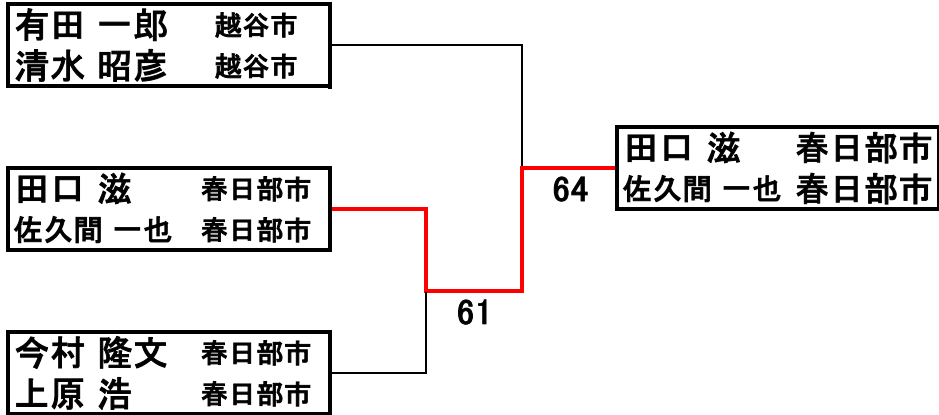 有田 一郎 越谷市
清水 昭彦 越谷市
田口 滋 春日部市
佐久間 一也 春日部市
今村 隆文 春日部市
上原 浩 春日部市
61
64
田口 滋 春日部市
佐久間 一也 春日部市